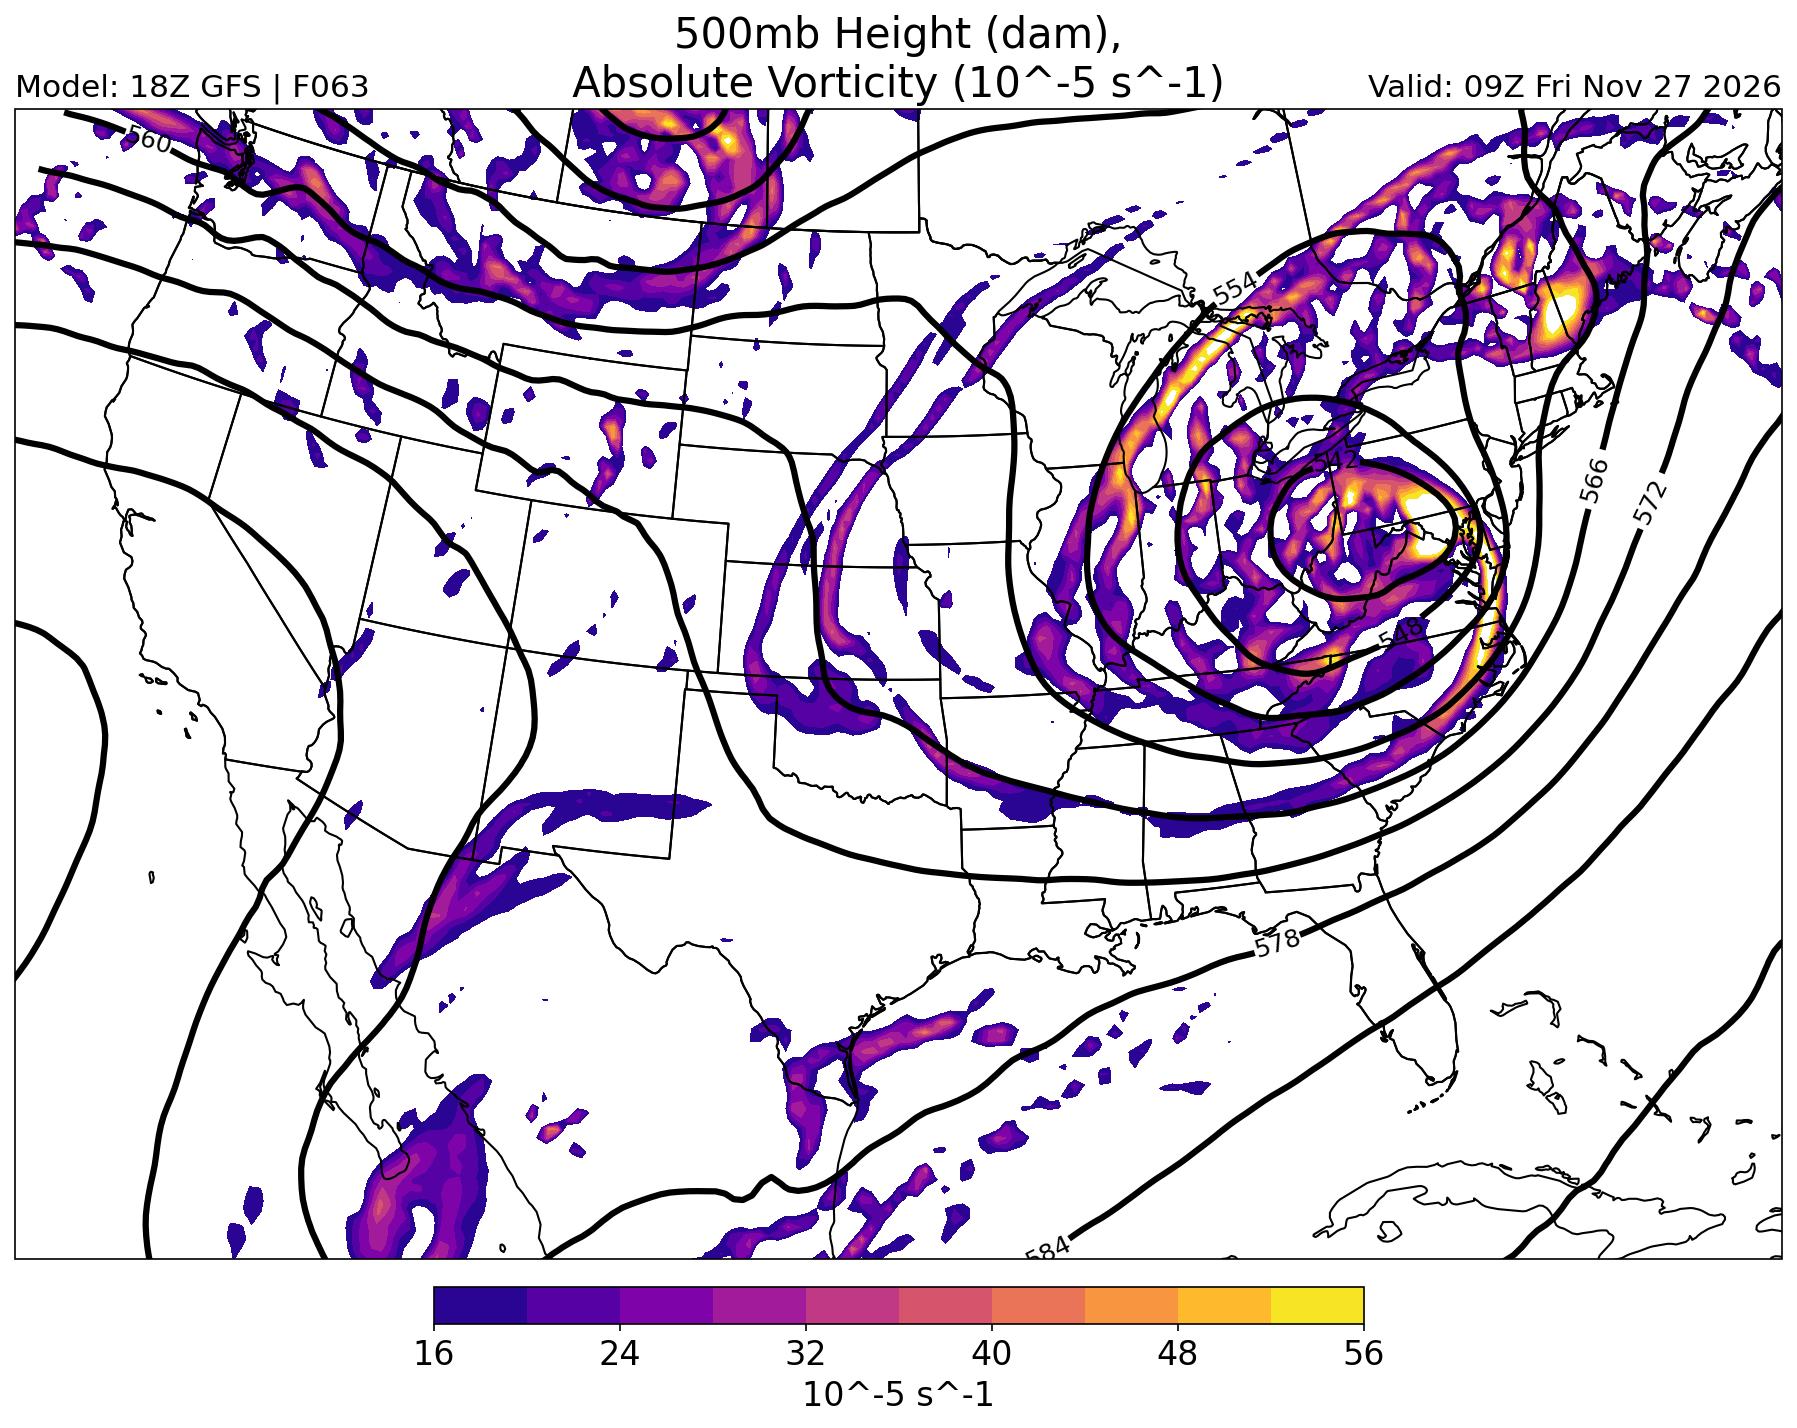 500mb Height (dam),
Model: 18Z GFS | F063
Absolute Vorticity (10^-5 s^-1)
Valid: 09Z Fri Nov 27 2026
560
554
542
566
572
548
578
584
16 24 32 40 48 56
10^-5 s^-1